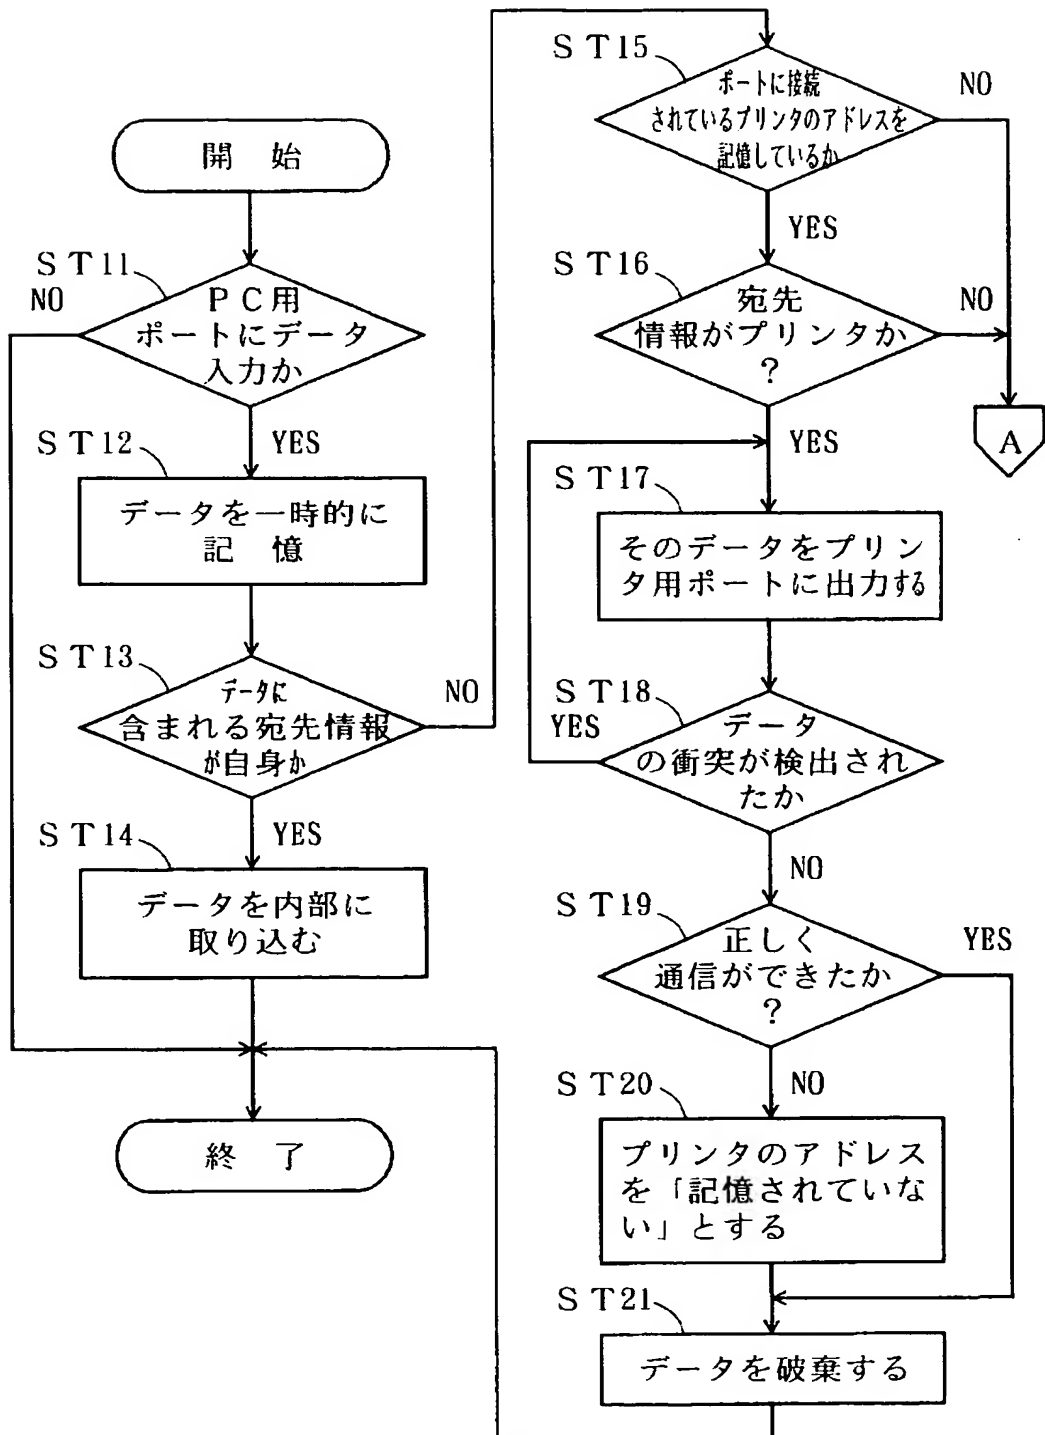 開 始
ST11
NO
PC用
ポートにデータ
入力か
YES
ST12
データを一時的に
記 憶
ST13
データに
含まれる宛先情報
が自身か
NO
YES
ST14
データを内部に
取り込む
終 了
ST15
ポートに接続
されているプリンタのアドレスを
記憶しているか
NO
YES
ST16
宛先
情報がプリンタか
?
NO
A
YES
ST17
そのデータをプリン
タ用ポートに出力する
ST18
YES
データ
の衝突が検出され
たか
NO
ST19
正しく
通信ができたか
?
YES
NO
ST20
プリンタのアドレス
を「記憶されていな
い」とする
ST21
データを破棄する